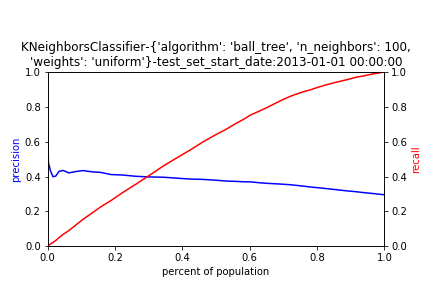 KNeighborsClassifier-{'algorithm': 'ball_tree', 'n_neighbors': 100,
'weights': 'uniform'}-test_set_start_date:2013-01-01 00:00:00
1.0
0.8
0.6
0.4
0.2
0.0
precision
0.0 0.2 0.4 0.6 0.8 1.0
percent of population
1.0
0.8
0.6
0.4
0.2
0.0
recall